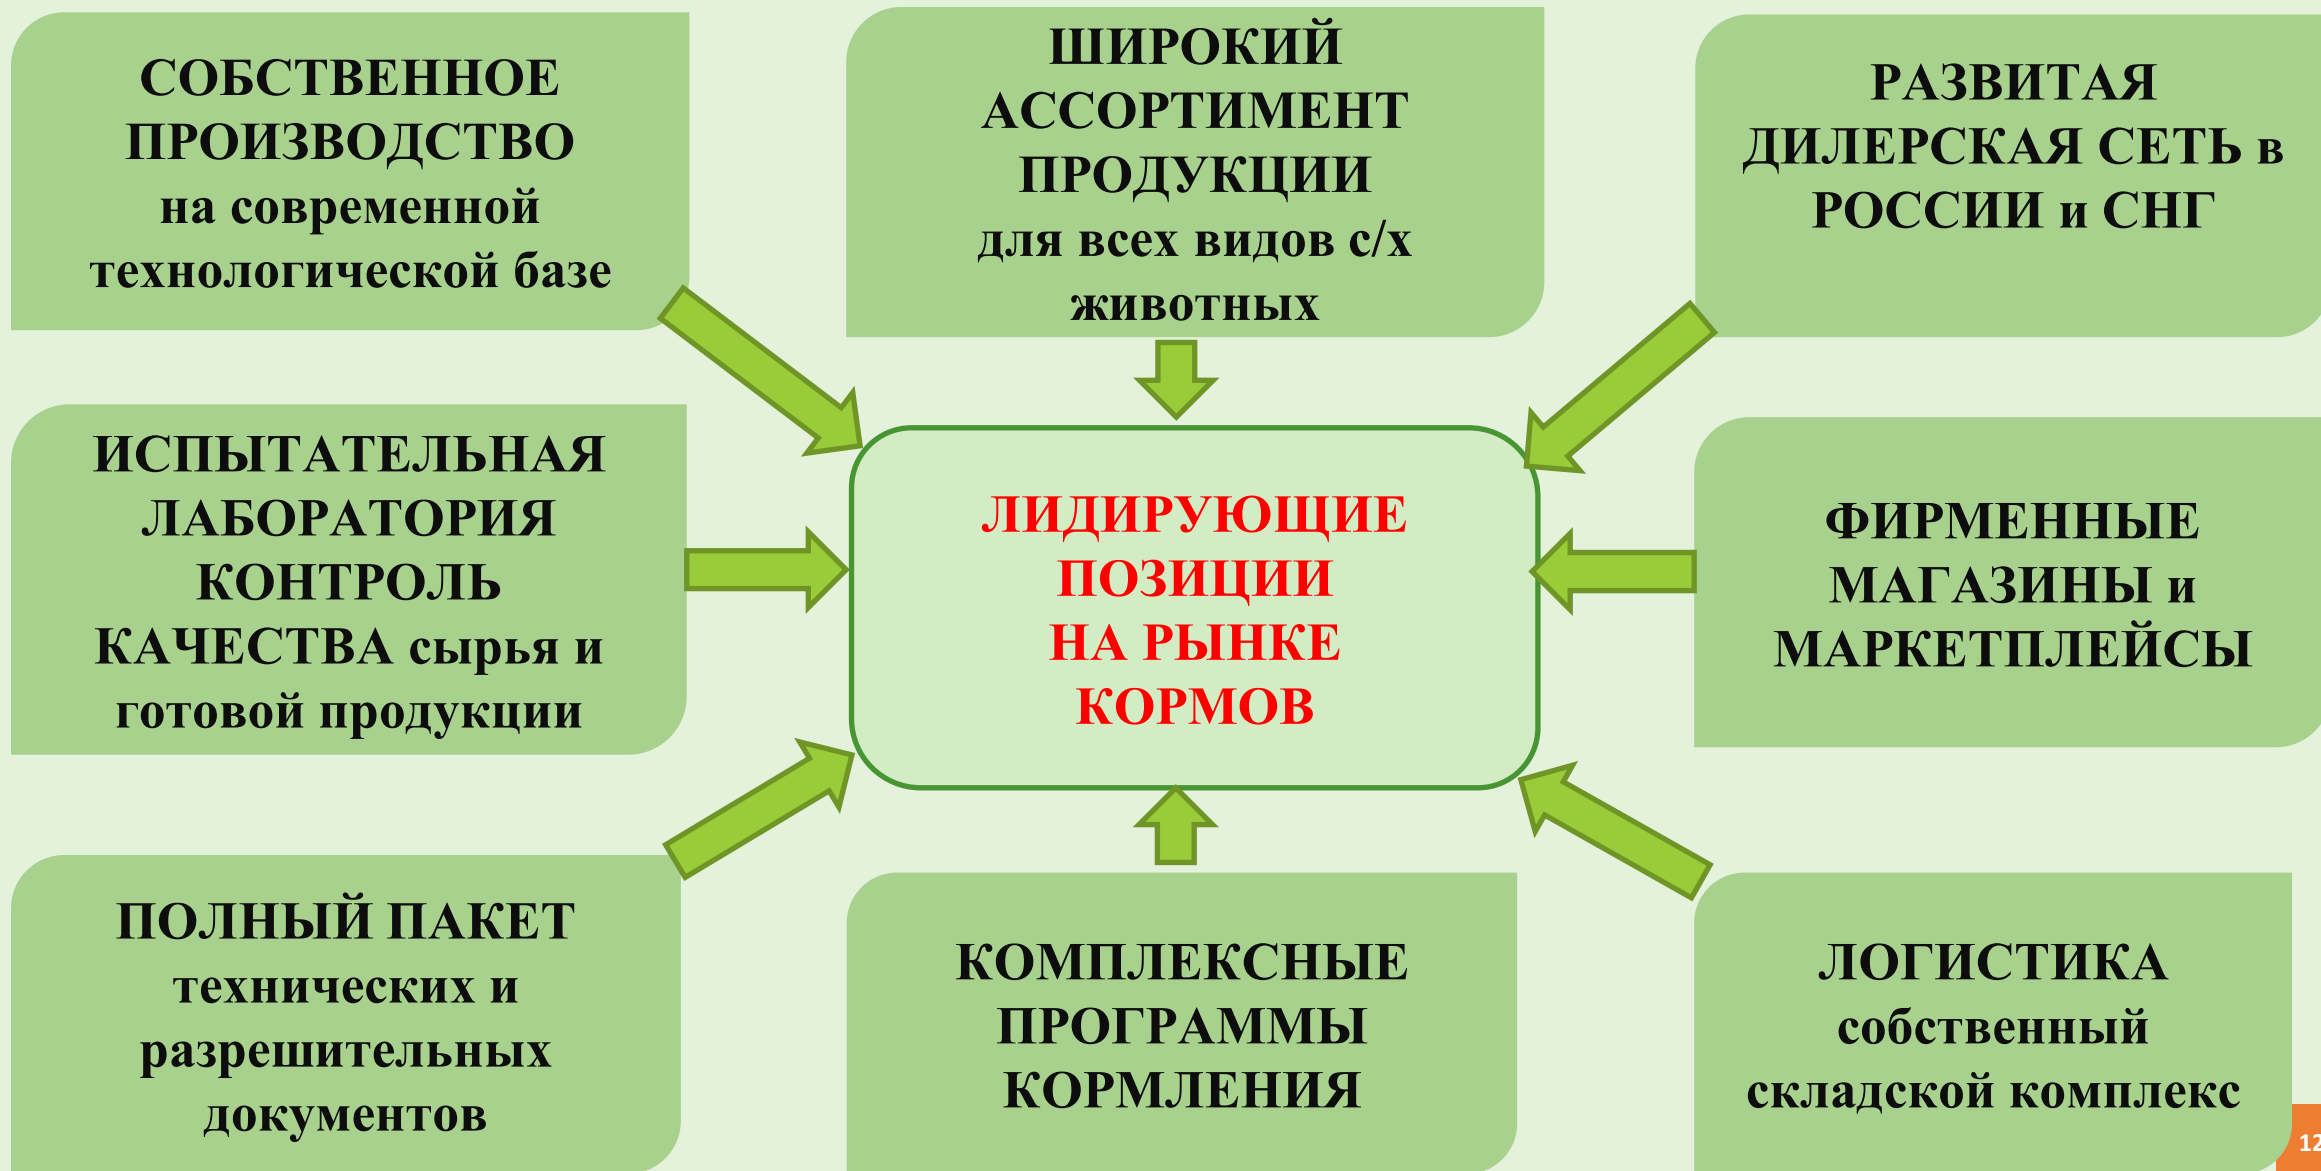 СОБСТВЕННОЕ
ПРОИЗВОДСТВО
на современной
технологической базе
ШИРОКИЙ
АССОРТИМЕНТ
ПРОДУКЦИИ
для всех видов с/х
животных
РАЗВИТАЯ
ДИЛЕРСКАЯ СЕТЬ в
РОССИИ и СНГ
ИСПЫТАТЕЛЬНАЯ
ЛАБОРАТОРИЯ
КОНТРОЛЬ
КАЧЕСТВА сырья и
готовой продукции
ЛИДИРУЮЩИЕ
ПОЗИЦИИ
НА РЫНКЕ
КОРМОВ
ФИРМЕННЫЕ
МАГАЗИНЫ и
МАРКЕТПЛЕЙСЫ
ПОЛНЫЙ ПАКЕТ
технических и
разрешительных
документов
КОМПЛЕКСНЫЕ
ПРОГРАММЫ
КОРМЛЕНИЯ
ЛОГИСТИКА
собственный
складской комплекс
12